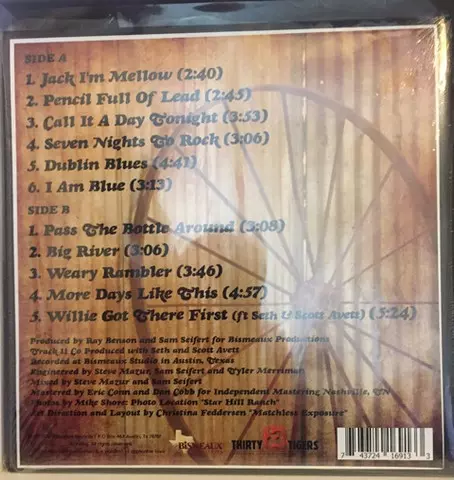 SIDE A
1. Jack I'm Mellow (2:40)
2. Pencil Full Of Lead (2:45)
3. Call It A Day Tonight (3:53)
4. Seven Nights To Rock (3:06)
5. Dublin Blues (4:41)
6. I Am Blue (3:13)
SIDE B
1. Pass The Bottle Around (3:08)
2. Big River (3:06)
3. Weary Rambler (3:46)
4. More Days Like This (4:57)
5. Willie Got There First (ft Seth & Scott Avett) (5:24)
Produced by Ray Benson and Sam Seifert for Bismeaux Productions
Track 11 Co Produced with Seth and Scott Avett
Recorded at Bismeaux Studio in Austin, Texas
Engineered by Steve Mazur, Sam Seifert, and Tyler Merriman
Mixed by Steve Mazur and Sam Seifert
Mastered by Eric Conn and Don Cobb for Independent Mastering Nashville, TN
Photos by Mike Shore: Photo Location "Star Hill Ranch"
Art Direction and Layout by Christina Feddersen "Matchless Exposure"
BISMEAUX
THIRTY TIGERS
7 43724 16913 3